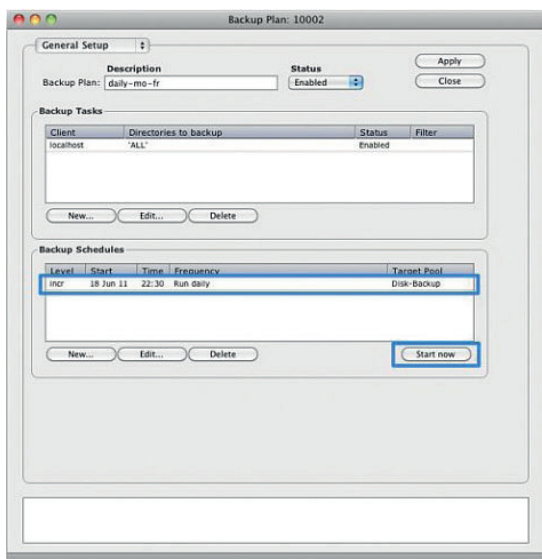 Backup Plan: 10002
General Setup
Description
Status
Apply
Backup Plan: daily-mo-fr
Enabled
Close
Backup Tasks
Client Directories to backup Status Filter
localhost 'ALL' Enabled
New... Edit... Delete
Backup Schedules
Level Start Time Frequency Target Pool
incr 18 Jun 11 22:30 Run daily Disk-Backup
New... Edit... Delete Start now